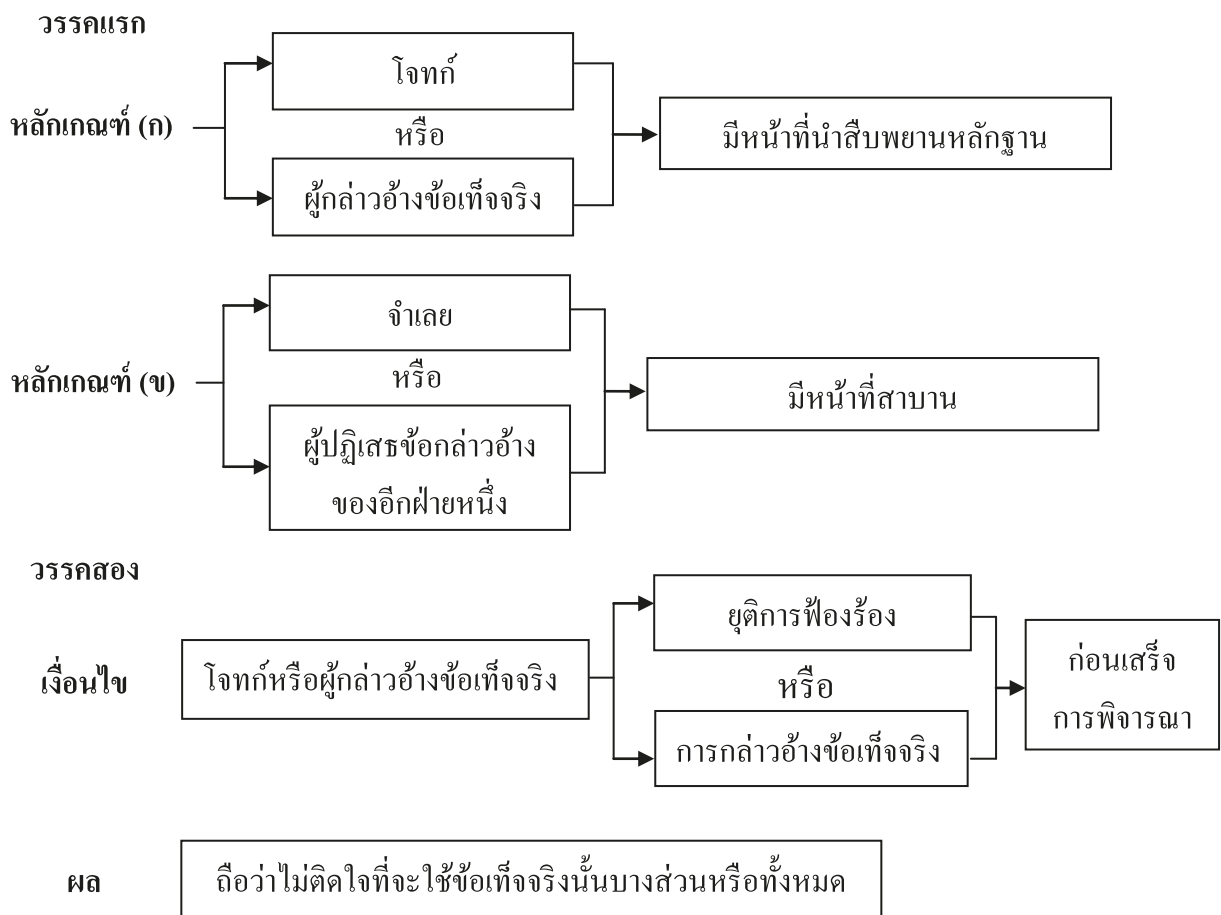 วรรคแรก
โจทก์
หลักเกณฑ์ (ก)
หรือ
มีหน้าที่นำสืบพยานหลักฐาน
ผู้กล่าวอ้างข้อเท็จจริง
จำเลย
หลักเกณฑ์ (ข)
หรือ
มีหน้าที่สาบาน
ผู้ปฏิเสธข้อกล่าวอ้าง
ของอีกฝ่ายหนึ่ง
วรรคสอง
เงื่อนไข
โจทก์หรือผู้กล่าวอ้างข้อเท็จจริง
ยุติการฟ้องร้อง
หรือ
การกล่าวอ้างข้อเท็จจริง
ก่อนเสร็จ
การพิจารณา
ผล
ถือว่าไม่ติดใจที่จะใช้ข้อเท็จจริงนั้นบางส่วนหรือทั้งหมด